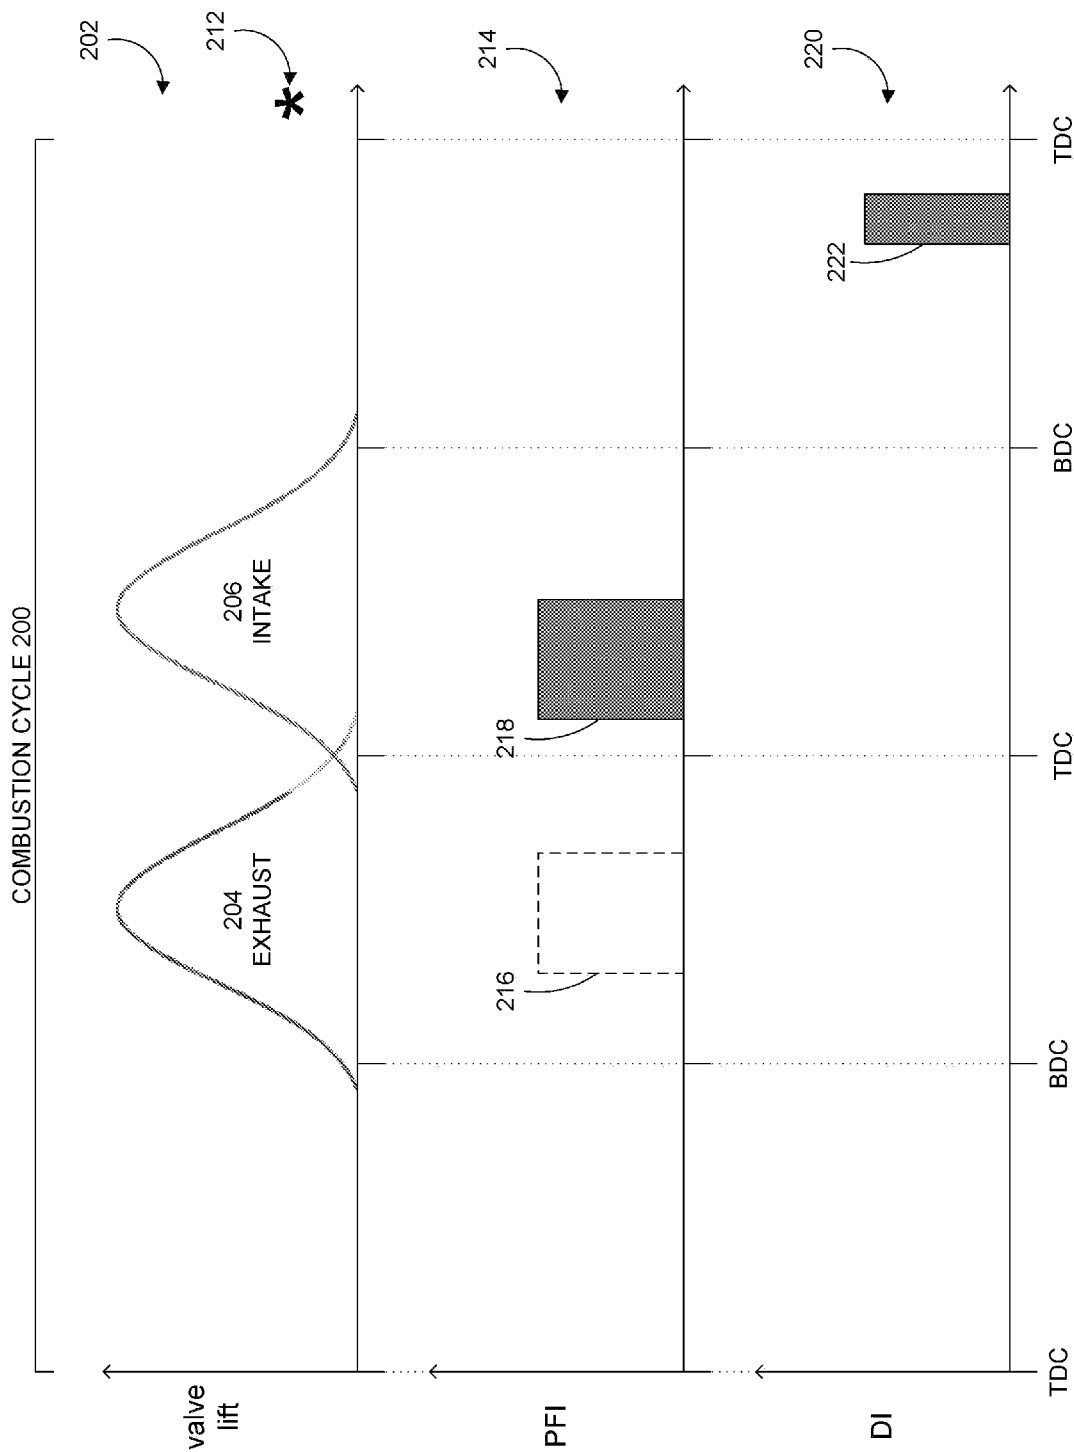 COMBUSTION CYCLE 200
202
212
*
valve
lift
204
EXHAUST
206
INTAKE
214
PFI
216
218
220
DI
222
TDC
BDC
TDC
BDC
TDC